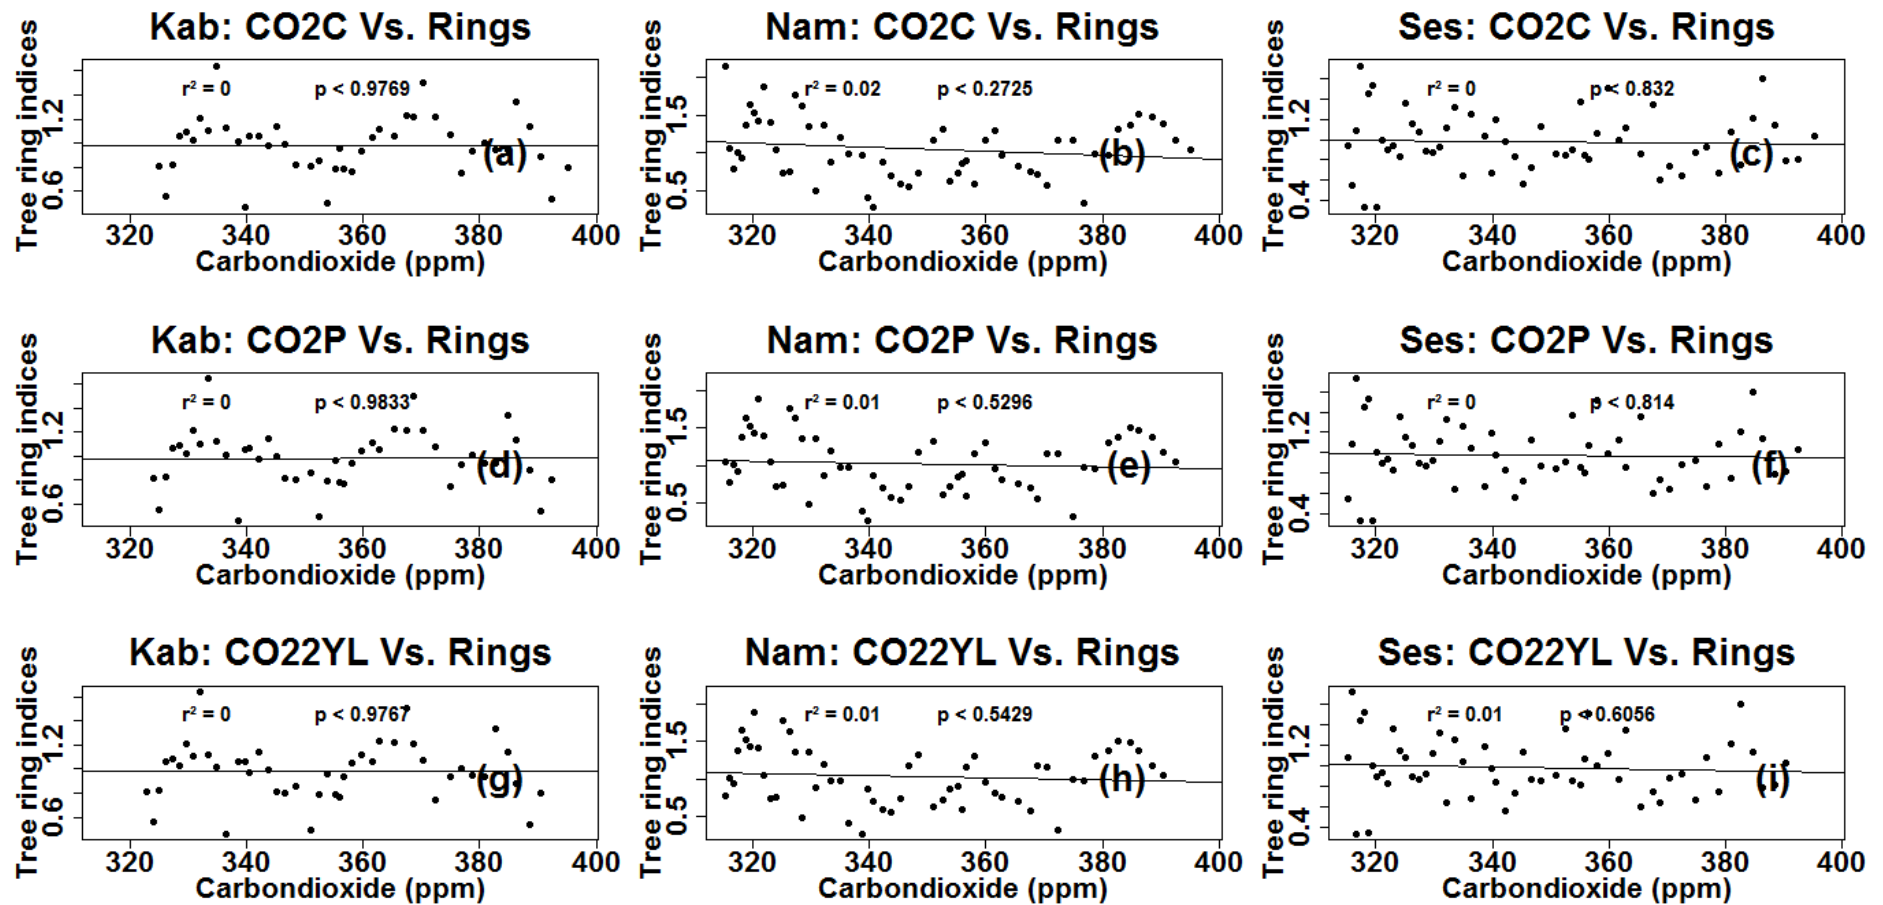 Kab: CO2C Vs. Rings
Tree ring indices
0.6 1.2
r² = 0
p < 0.9769
(a)
320 340 360 380 400
Carbondioxide (ppm)
Nam: CO2C Vs. Rings
Tree ring indices
0.5 1.5
r² = 0.02
p < 0.2725
(b)
320 340 360 380 400
Carbondioxide (ppm)
Ses: CO2C Vs. Rings
Tree ring indices
0.4 1.2
r² = 0
p < 0.832
(c)
320 340 360 380 400
Carbondioxide (ppm)
Kab: CO2P Vs. Rings
Tree ring indices
0.6 1.2
r² = 0
p < 0.9833
(d)
320 340 360 380 400
Carbondioxide (ppm)
Nam: CO2P Vs. Rings
Tree ring indices
0.5 1.5
r² = 0.01
p < 0.5296
(e)
320 340 360 380 400
Carbondioxide (ppm)
Ses: CO2P Vs. Rings
Tree ring indices
0.4 1.2
r² = 0
p < 0.814
(f)
320 340 360 380 400
Carbondioxide (ppm)
Kab: CO22YL Vs. Rings
Tree ring indices
0.6 1.2
r² = 0
p < 0.9767
(g)
320 340 360 380 400
Carbondioxide (ppm)
Nam: CO22YL Vs. Rings
Tree ring indices
0.5 1.5
r² = 0.01
p < 0.5429
(h)
320 340 360 380 400
Carbondioxide (ppm)
Ses: CO22YL Vs. Rings
Tree ring indices
0.4 1.2
r² = 0.01
p < 0.6056
(i)
320 340 360 380 400
Carbondioxide (ppm)